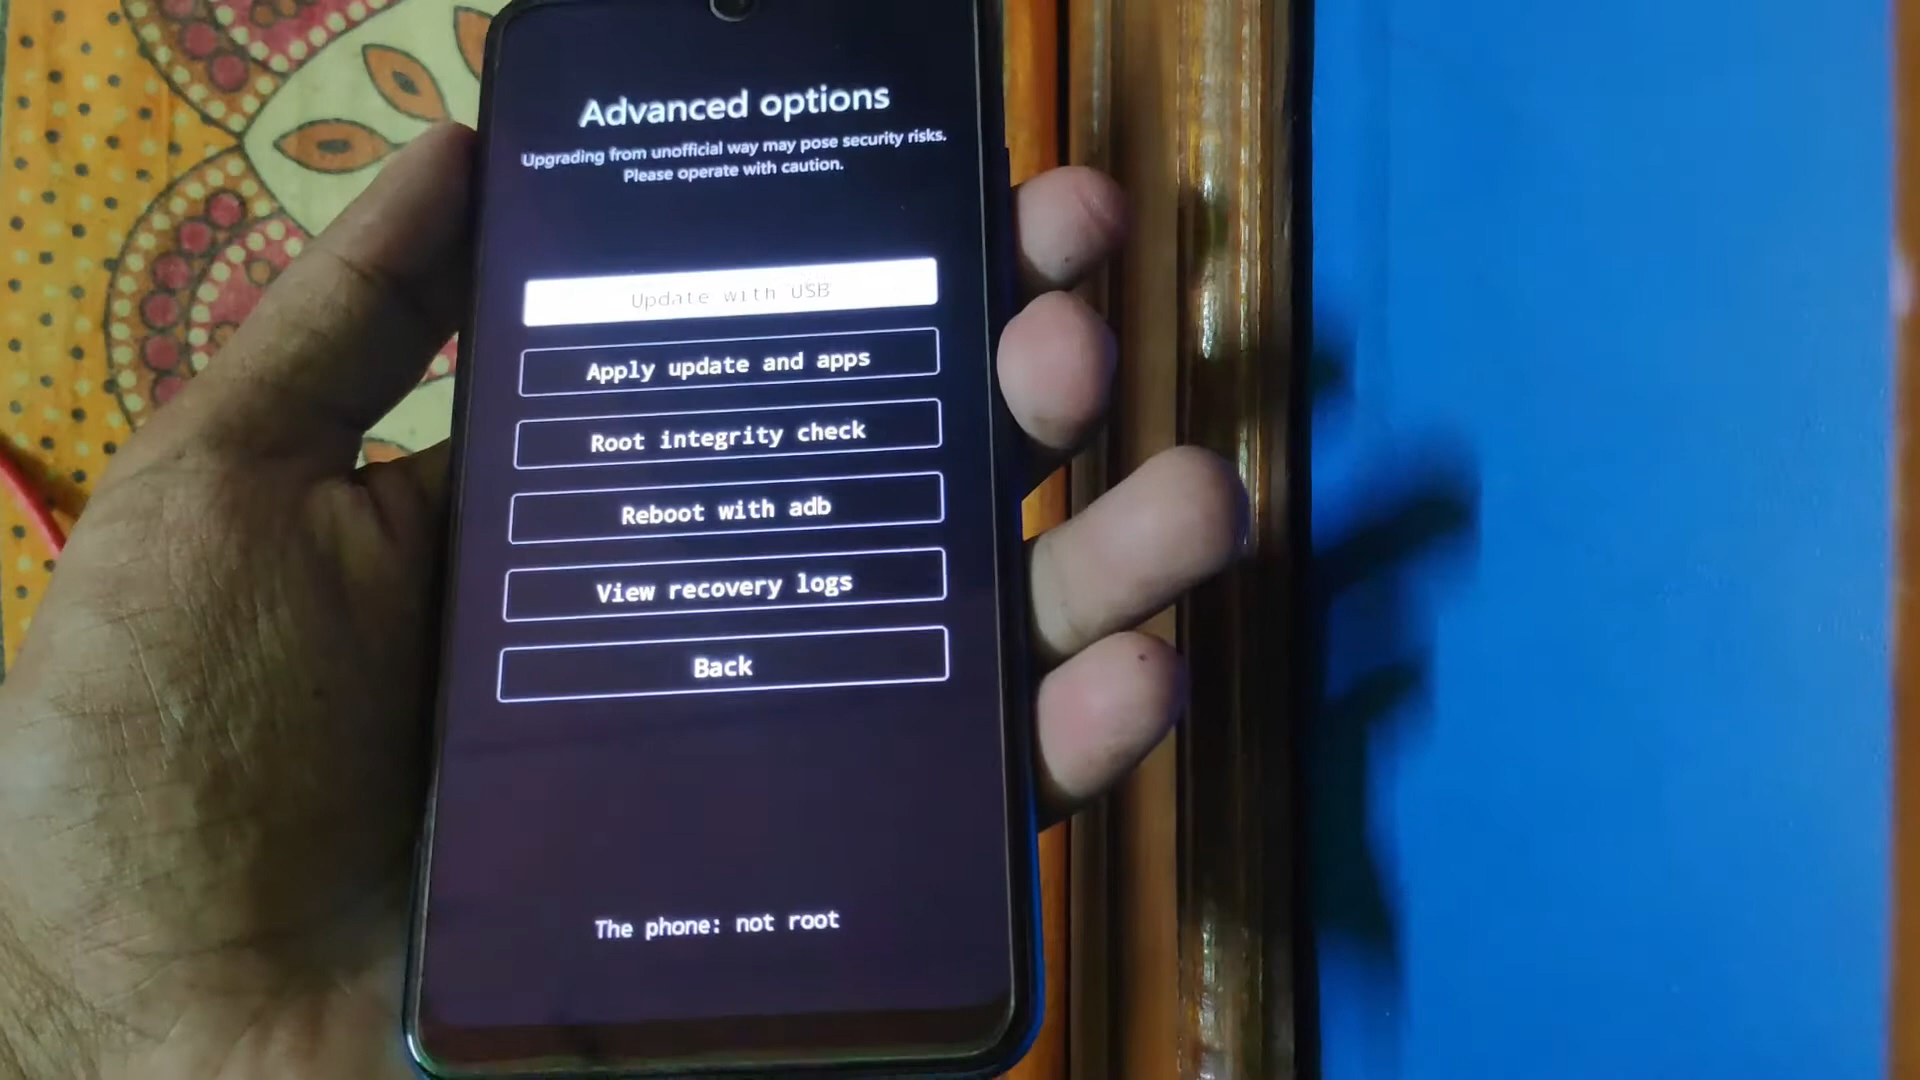 Advanced options
Upgrading from unofficial way may pose security risks.
Please operate with caution.
Update with USB
Apply update and apps
Root integrity check
Reboot with adb
View recovery logs
Back
The phone: not root